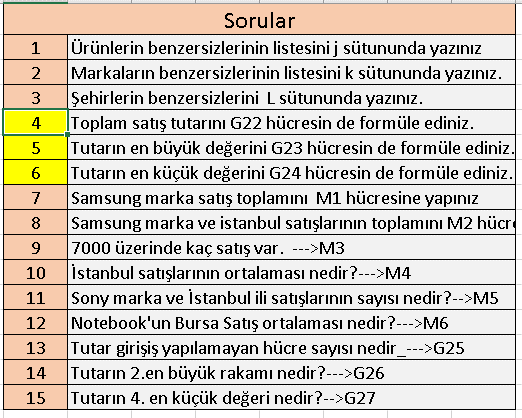 Sorular
1 Ürünlerin benzersizlerinin listesini j sütununda yazınız
2 Markaların benzersizlerinin listesini k sütununda yazınız.
3 Şehirlerin benzersizlerini L sütununda yazınız.
4 Toplam satış tutarını G22 hücresin de formüle ediniz.
5 Tutarın en büyük değerini G23 hücresin de formüle ediniz.
6 Tutarın en küçük değerini G24 hücresin de formüle ediniz.
7 Samsung marka satış toplamını M1 hücresine yapınız
8 Samsung marka ve istanbul satışlarının toplamını M2 hücre
9 7000 üzerinde kaç satış var. --->M3
10 İstanbul satışlarının ortalaması nedir?--->M4
11 Sony marka ve İstanbul ili satışlarının sayısı nedir?-->M5
12 Notebook'un Bursa Satış ortalaması nedir?--->M6
13 Tutar girişiş yapılamayan hücre sayısı nedir_--->G25
14 Tutarın 2.en büyük rakamı nedir?--->G26
15 Tutarın 4. en küçük değeri nedir?-->G27